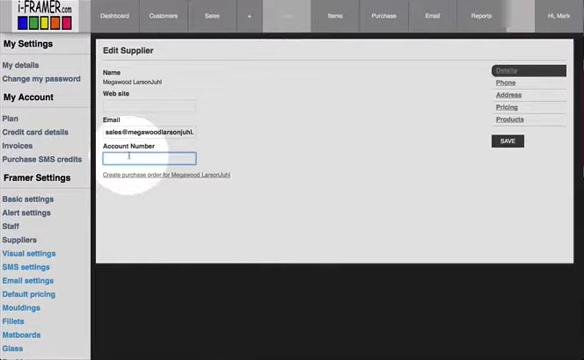 i-FRAMER.com
Dashboard
Customers
Sales
+
Items
Purchase
Email
Reports
Hi, Mark
My Settings
My details
Change my password
My Account
Plan
Credit card details
Invoices
Purchase SMS credits
Framer Settings
Basic settings
Alert settings
Staff
Suppliers
Visual settings
SMS settings
Email settings
Default pricing
Mouldings
Fillets
Matboards
Glass
Edit Supplier
Name
Megawood LarsonJuhl
Web site
Email
sales@megawoodlarsonjuhl.
Account Number
Create purchase order for Megawood LarsonJuhl
Details
Phone
Address
Pricing
Products
SAVE